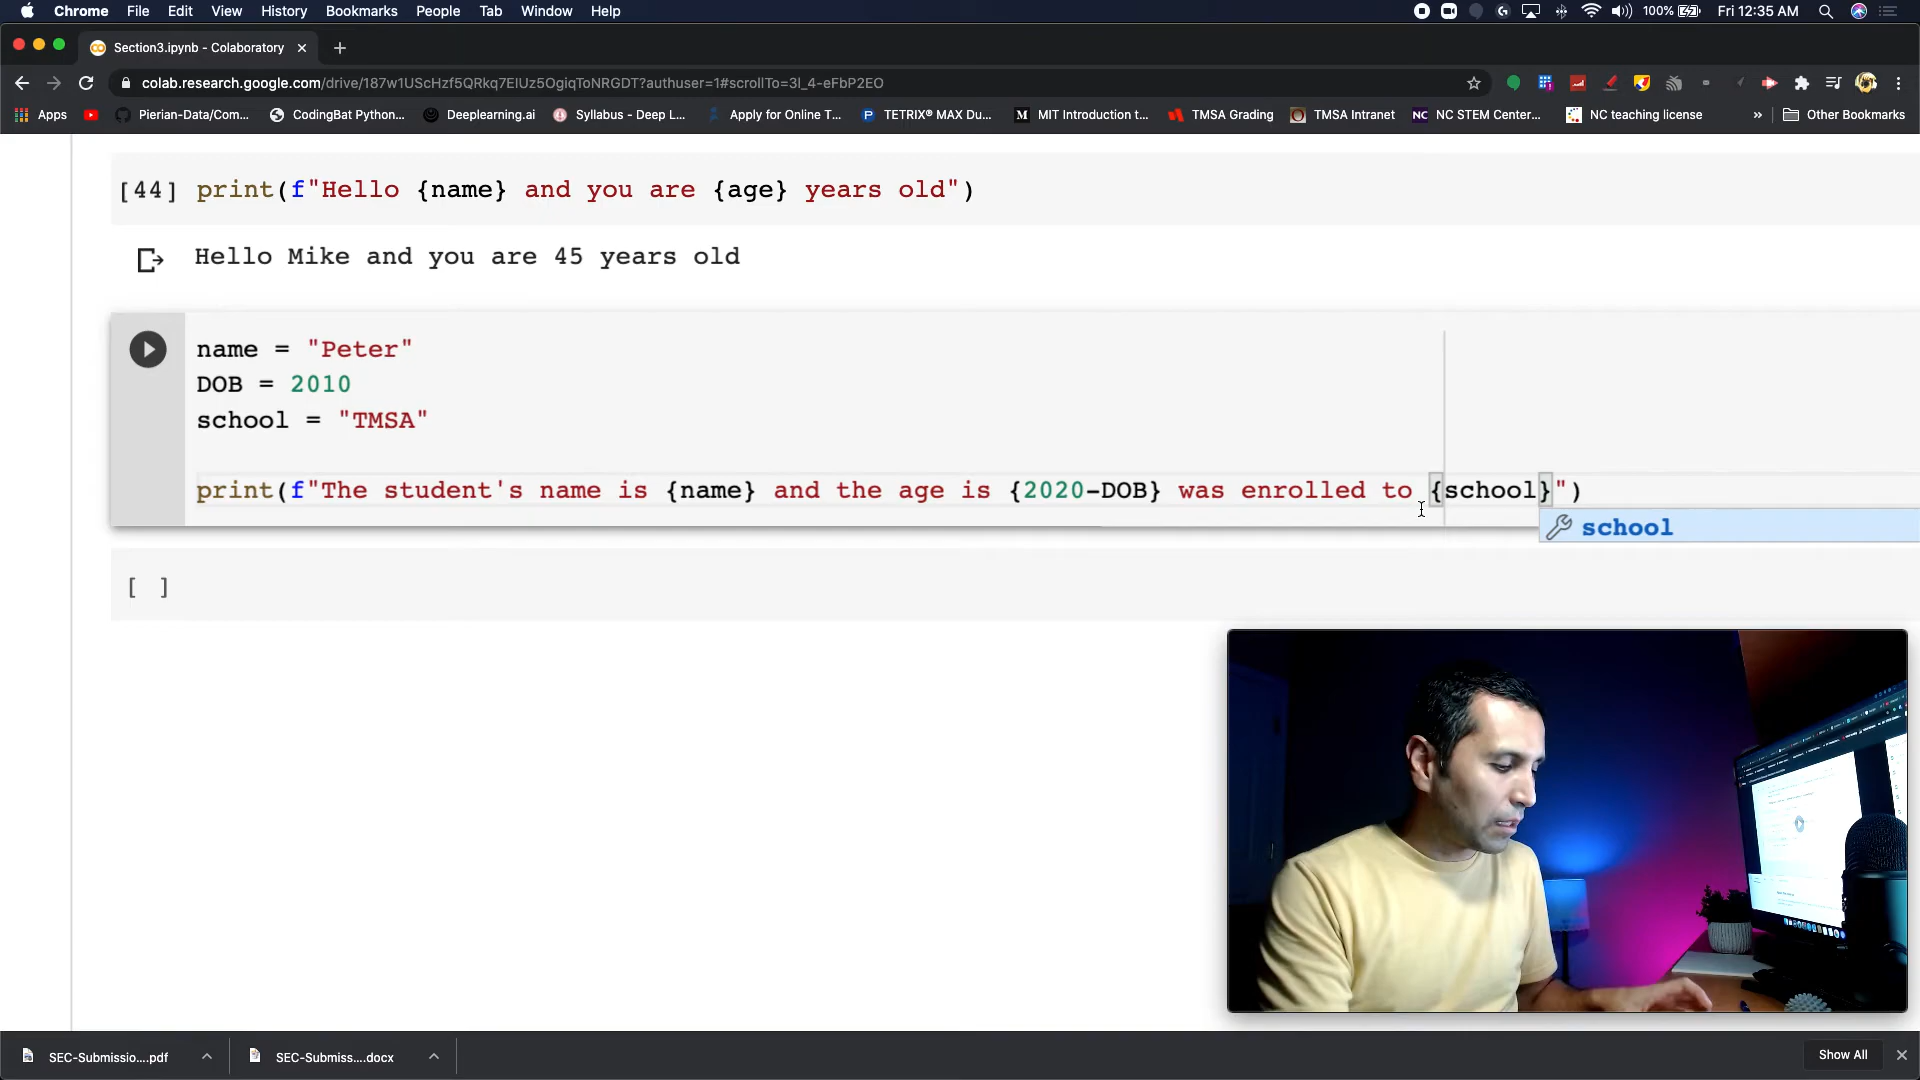 Chrome File Edit View History Bookmarks People Tab Window Help 100% Fri 12:35 AM
Section3.ipynb - Colaboratory
colab.research.google.com/drive/187w1UScHzf5QRkq7EIUz5OgiqToNRGDT?authuser=1#scrollTo=3l_4-eFbP2EO
Apps Pierian-Data/Com... CodingBat Python... Deeplearning.ai Syllabus - Deep L... Apply for Online T... TETRIX® MAX Du... MIT Introduction t... TMSA Grading TMSA Intranet NC NC STEM Center... NC teaching license » Other Bookmarks
[44] print(f"Hello {name} and you are {age} years old")
Hello Mike and you are 45 years old
name = "Peter"
DOB = 2010
school = "TMSA"
print(f"The student's name is {name} and the age is {2020-DOB} was enrolled to {school}")
school
[ ]
SEC-Submissio....pdf SEC-Submiss....docx Show All